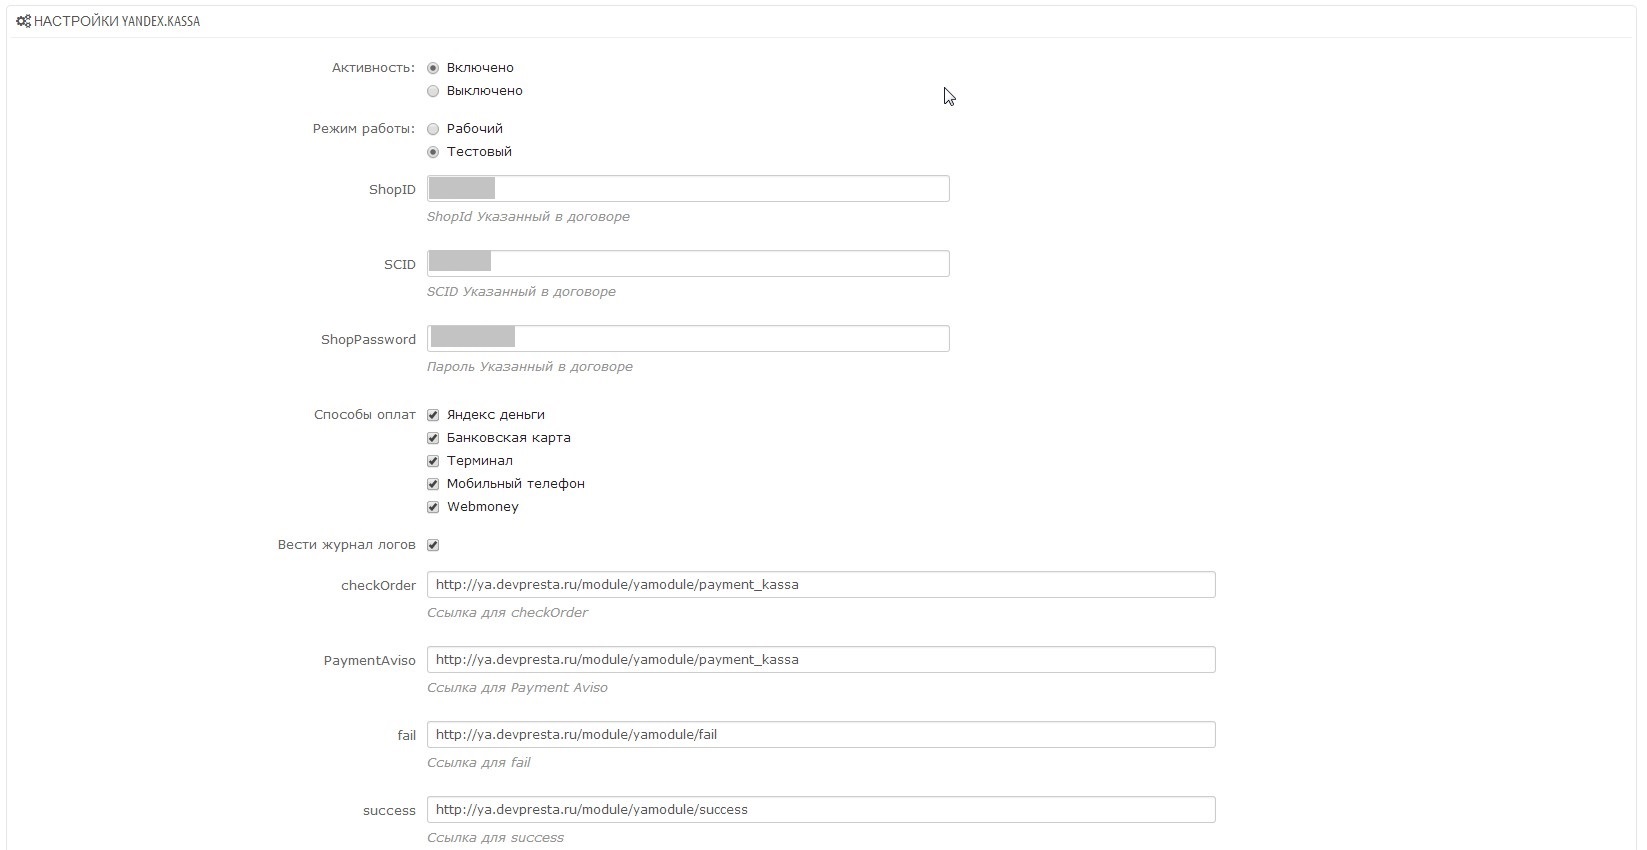 НАСТРОЙКИ YANDEX.KASSA
Активность: Включено
Выключено
Режим работы: Рабочий
Тестовый
ShopID
ShopId Указанный в договоре
SCID
SCID Указанный в договоре
ShopPassword
Пароль Указанный в договоре
Способы оплат Яндекс деньги
Банковская карта
Терминал
Мобильный телефон
Webmoney
Вести журнал логов
checkOrder http://ya.devpresta.ru/module/yamodule/payment_kassa
Ссылка для checkOrder
PaymentAviso http://ya.devpresta.ru/module/yamodule/payment_kassa
Ссылка для Payment Aviso
fail http://ya.devpresta.ru/module/yamodule/fail
Ссылка для fail
success http://ya.devpresta.ru/module/yamodule/success
Ссылка для success